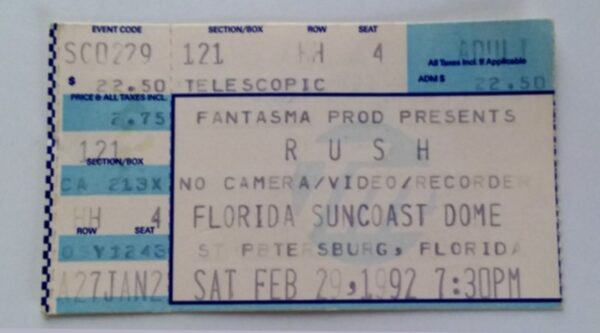 EVENT CODE SECTION/BOX ROW SEAT
SC0229 121 HH 4 ADULT
All Taxes Incl. If Applicable
$ 22.50 TELESCOPIC ADM$ 22.50
PRICE & ALL TAXES INCL.
2.75
FANTASMA PROD PRESENTS
121
RUSH
SECTION/BOX
CA 213X
NO CAMERA/VIDEO/RECORDER
HH 4
FLORIDA SUNCOAST DOME
ROW SEAT
ST PETERSBURG, FLORIDA
A27JAN2
SAT FEB 29,1992 7:30PM